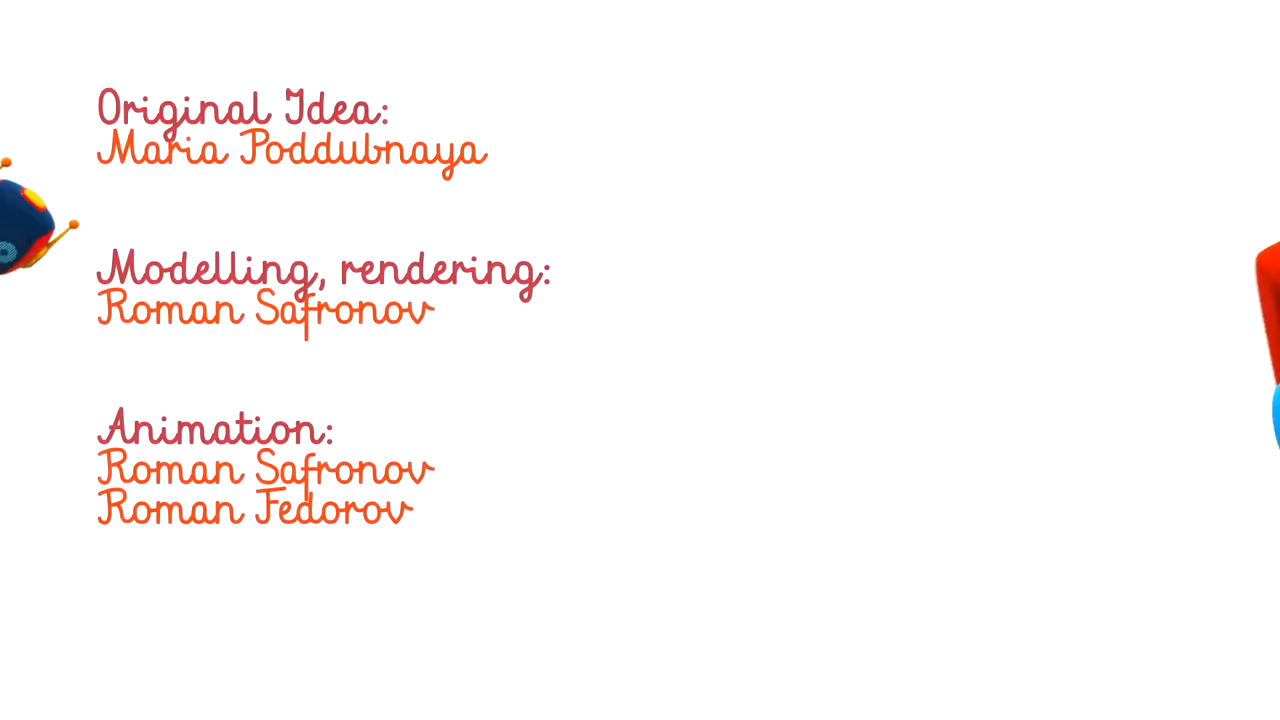 Original Idea:
Maria Poddubnaya
Modelling, rendering:
Roman Safronov
Animation:
Roman Safronov
Roman Fedorov